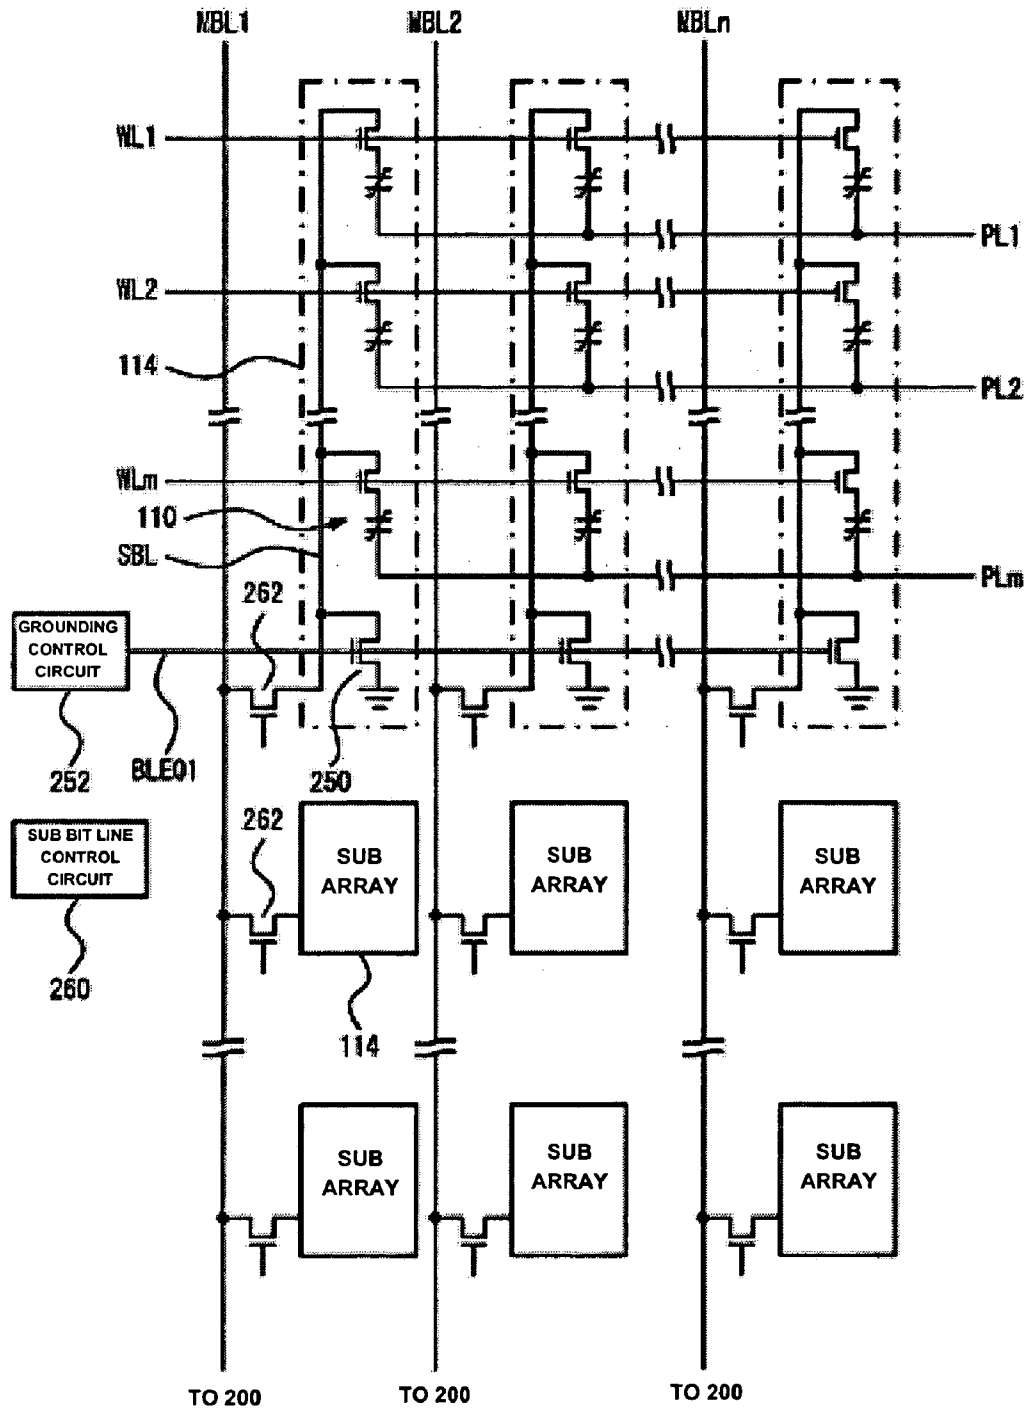 MBL1 MBL2 MBLn
WL1
PL1
WL2
114
PL2
WLm
110
SBL
PLm
262
GROUNDING
CONTROL
CIRCUIT
252
BLEQ1
250
262
SUB BIT LINE
CONTROL
CIRCUIT
SUB
ARRAY
SUB
ARRAY
SUB
ARRAY
260
114
SUB
ARRAY
SUB
ARRAY
SUB
ARRAY
TO 200 TO 200 TO 200